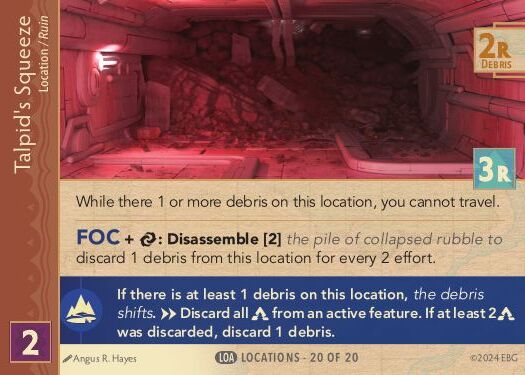 Talpid's Squeeze
Location / Ruin
2R
DEBRIS
3R
While there 1 or more debris on this location, you cannot travel.
FOC + : Disassemble [2] the pile of collapsed rubble to
discard 1 debris from this location for every 2 effort.
If there is at least 1 debris on this location, the debris
shifts. Discard all from an active feature. If at least 2
was discarded, discard 1 debris.
2
Angus R. Hayes
LOA LOCATIONS - 20 OF 20
©2024 EBG